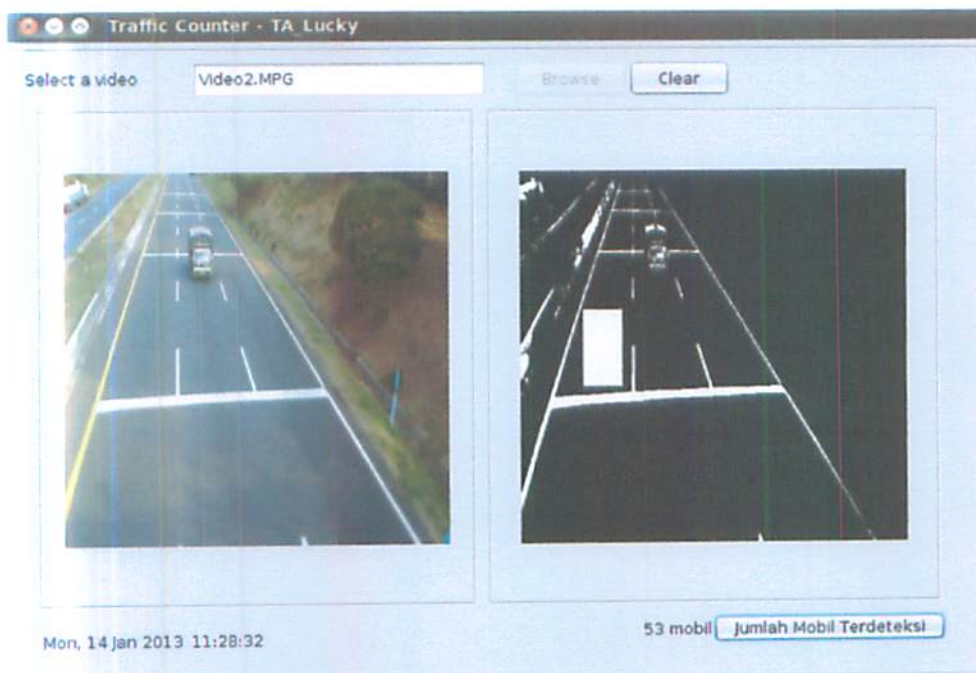 Traffic Counter - TA_Lucky
Select a video Video2.MPG Browse Clear
Mon, 14 Jan 2013 11:28:32 53 mobil Jumlah Mobil Terdeteksi